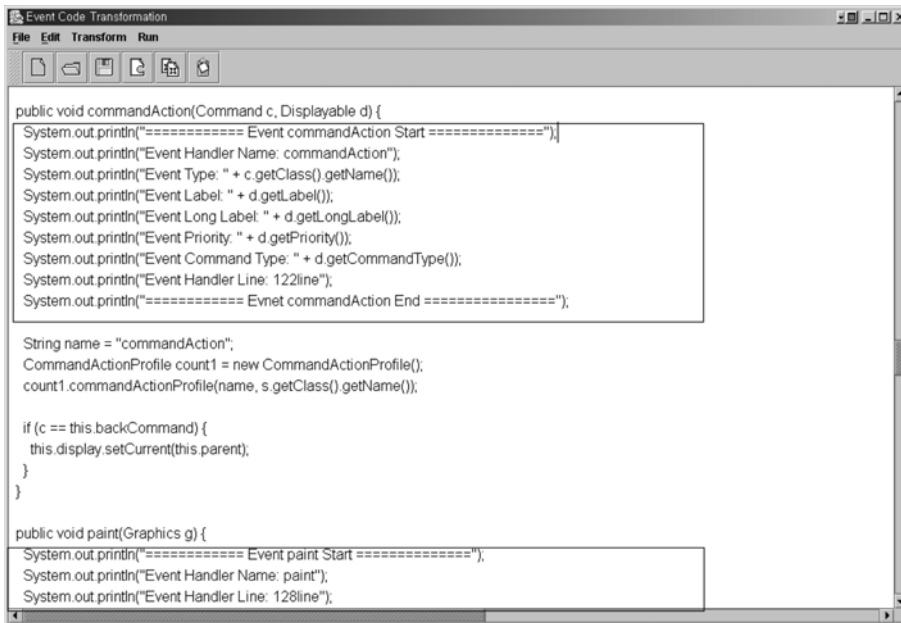 Event Code Transformation
File Edit Transform Run
public void commandAction(Command c, Displayable d) {
System.out.println("============ Event commandAction Start ==============");
System.out.println("Event Handler Name: commandAction");
System.out.println("Event Type: " + c.getClass().getName());
System.out.println("Event Label: " + d.getLabel());
System.out.println("Event Long Label: " + d.getLongLabel());
System.out.println("Event Priority: " + d.getPriority());
System.out.println("Event Command Type: " + d.getCommandType());
System.out.println("Event Handler Line: 122line");
System.out.println("============ Evnet commandAction End ================");
String name = "commandAction";
CommandActionProfile count1 = new CommandActionProfile();
count1.commandActionProfile(name, s.getClass().getName());
if (c == this.backCommand) {
this.display.setCurrent(this.parent);
}
}
public void paint(Graphics g) {
System.out.println("============ Event paint Start ==============");
System.out.println("Event Handler Name: paint");
System.out.println("Event Handler Line: 128line");